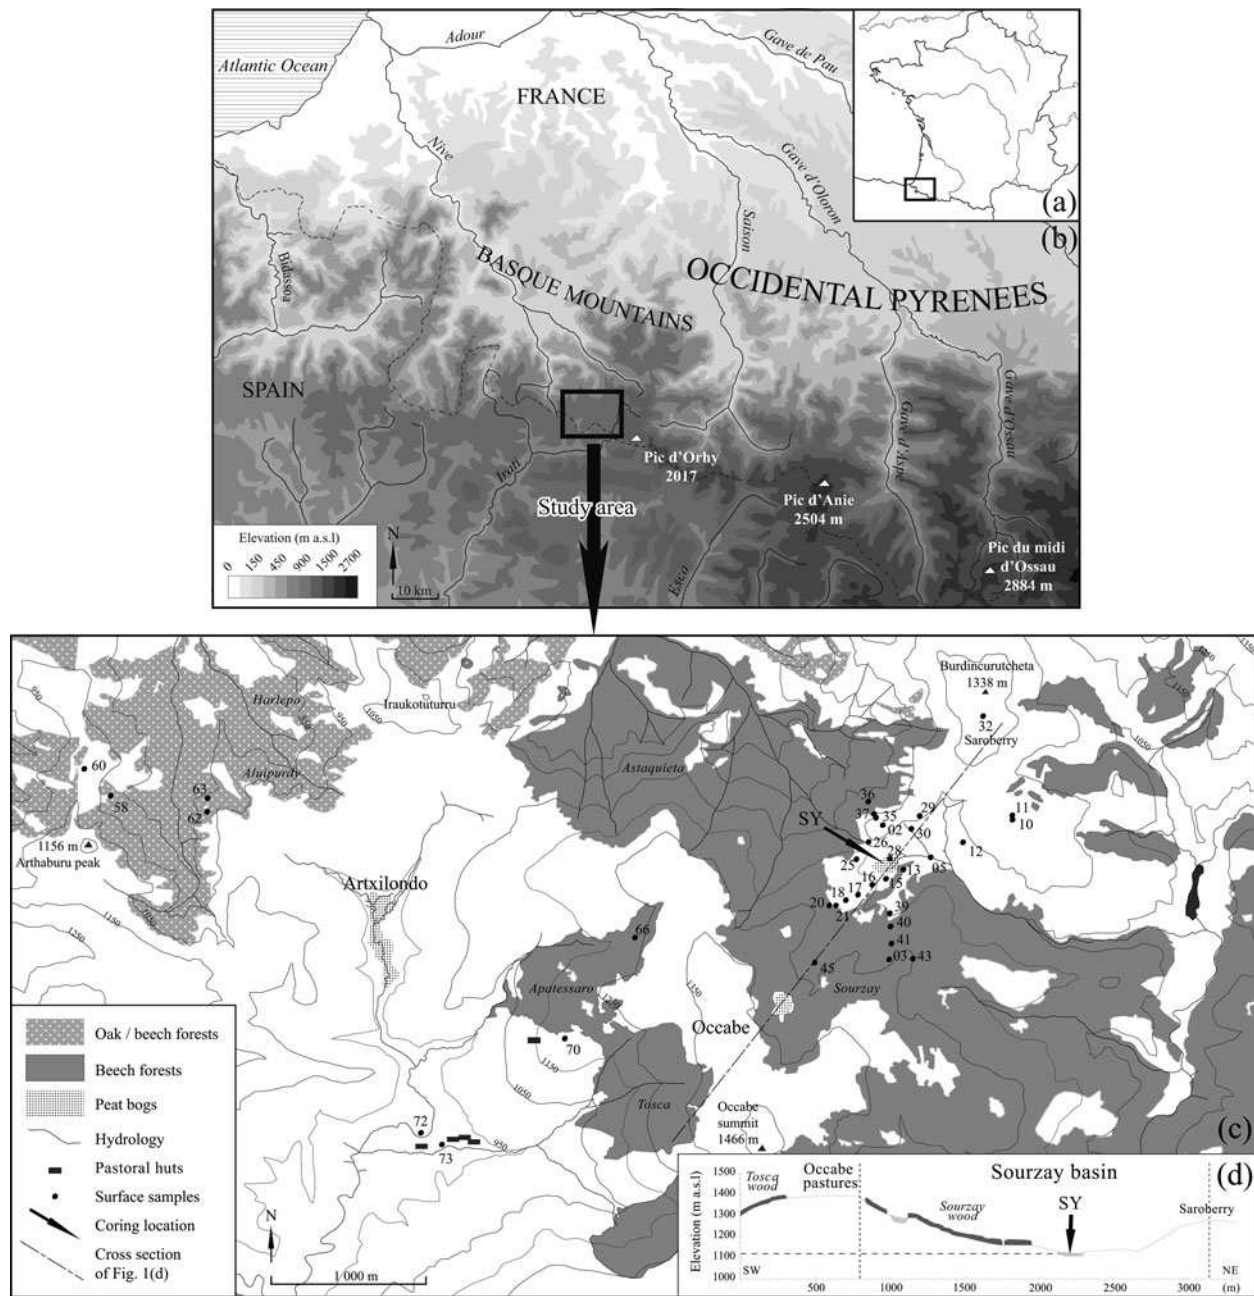 Atlantic Ocean
Adour
Gave de Pau
FRANCE
(a)
(b)
Nive
Gave d'Oloron
Saison
Bidassoa
BASQUE MOUNTAINS
OCCIDENTAL PYRENEES
SPAIN
Gave d'Aspe
Gave d'Ossau
Irati
Pic d'Orhy
2017
Study area
Pic d'Anie
2504 m
Esca
Pic du midi
d'Ossau
2884 m
Elevation (m a.s.l)
0 150 450 900 1500 2700
N
10 km
Burdincurutcheta
1338 m
32
Saroberry
Harlepo
Iraukotuturru
950
1050
1150
1250
Aluipurdy
Astaquieta
60
58
63
62
1156 m
Arthaburu peak
Artxilondo
SY
36
37
35
02
29
30
26
28
25
13
05
12
11
10
16
15
17
18
20
21
39
40
41
03
43
45
66
Apatessaro
Sourzay
Occabe
70
Tosca
Occabe
summit
1466 m
72
73
950
(c)
Oak / beech forests
Beech forests
Peat bogs
Hydrology
Pastoral huts
Surface samples
Coring location
Cross section
of Fig. 1(d)
N
1 000 m
(d)
Elevation (m a.s.l)
1500
1400
1300
1200
1100
1000
Tosca
wood
Occabe
pastures
Sourzay basin
Sourzay
wood
SY
Saroberry
SW
NE
500 1000 1500 2000 2500 3000 (m)